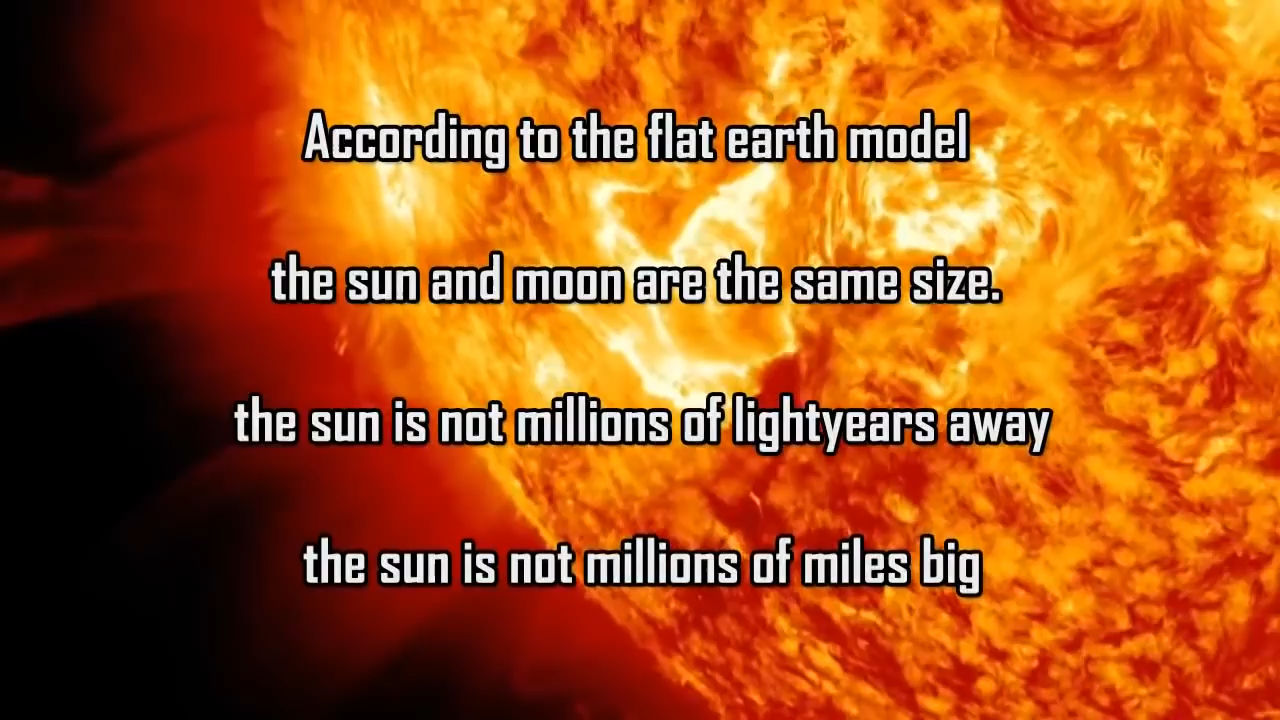 According to the flat earth model
the sun and moon are the same size.
the sun is not millions of lightyears away
the sun is not millions of miles big